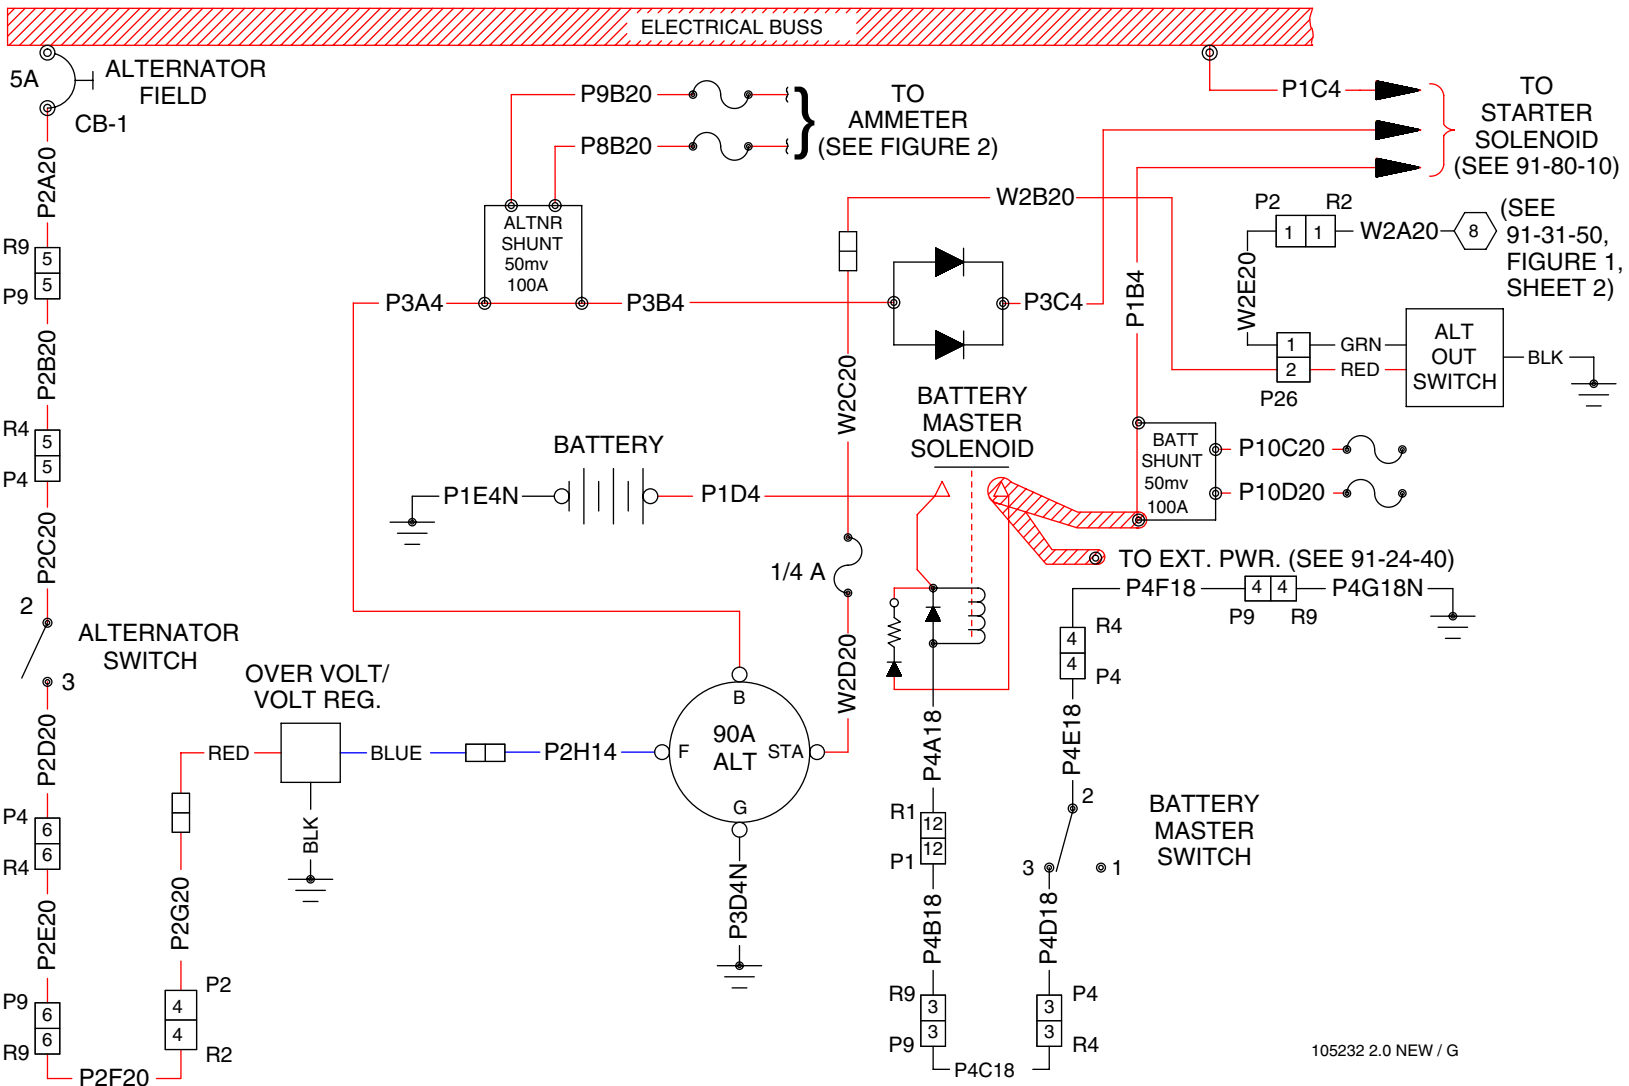 ELECTRICAL BUSS
5A
ALTERNATOR
FIELD
CB-1
P2A20
R9
5
5
P9
P2B20
R4
5
5
P4
P2C20
2
ALTERNATOR
SWITCH
3
P2D20
P4
6
6
R4
P2E20
P9
6
6
R9
P2F20
P2
4
4
R2
P2G20
RED
OVER VOLT/
VOLT REG.
BLK
BLUE
P2H14
F
B
90A
ALT
STA
G
P3D4N
P9B20
P8B20
TO
AMMETER
(SEE FIGURE 2)
ALTNR
SHUNT
50mv
100A
P3A4
P3B4
P3C4
BATTERY
P1E4N
P1D4
W2B20
W2C20
1/4 A
W2D20
BATTERY
MASTER
SOLENOID
P1C4
TO
STARTER
SOLENOID
(SEE 91-80-10)
P1B4
P2
R2
1
1
W2A20
8
(SEE
91-31-50,
FIGURE 1,
SHEET 2)
W2E20
1
2
P26
GRN
RED
ALT
OUT
SWITCH
BLK
BATT
SHUNT
50mv
100A
P10C20
P10D20
TO EXT. PWR. (SEE 91-24-40)
P4F18
4
4
P9
R9
P4G18N
R4
4
4
P4
P4E18
2
3
1
BATTERY
MASTER
SWITCH
P4A18
R1
12
12
P1
P4B18
R9
3
3
P9
P4C18
P4D18
P4
3
3
R4
105232 2.0 NEW / G